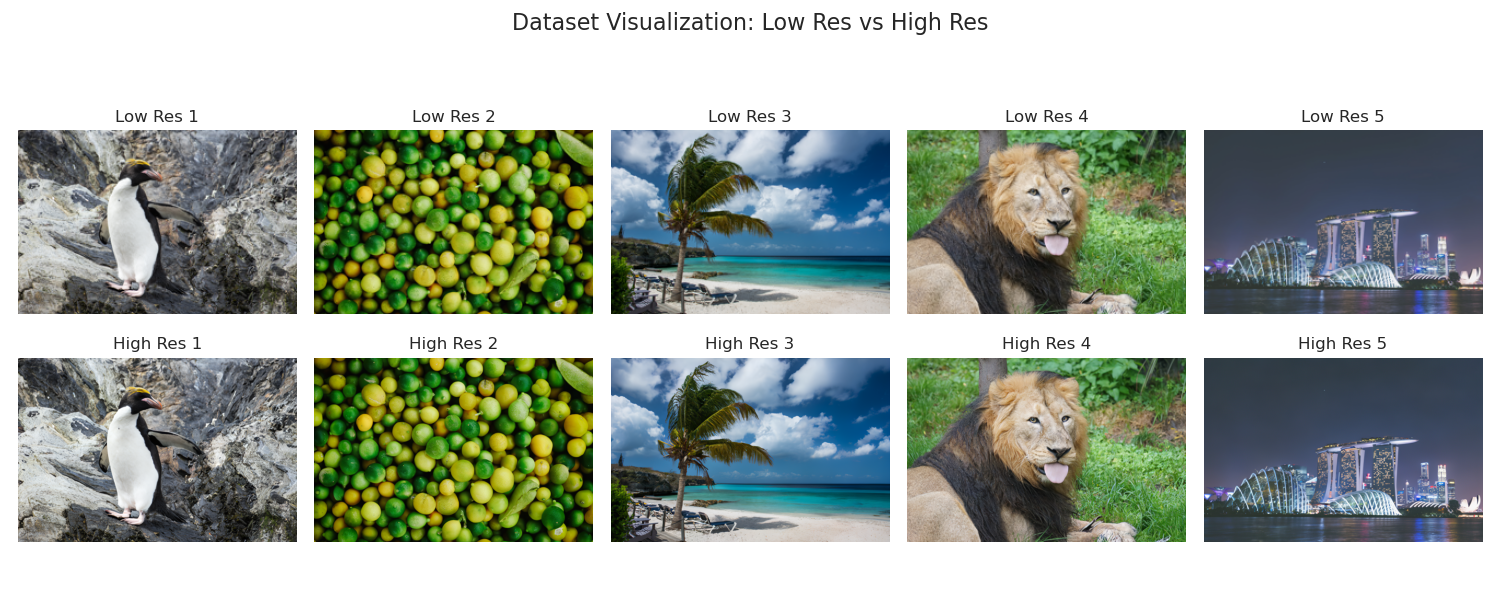 Dataset Visualization: Low Res vs High Res
Low Res 1
Low Res 2
Low Res 3
Low Res 4
Low Res 5
High Res 1
High Res 2
High Res 3
High Res 4
High Res 5